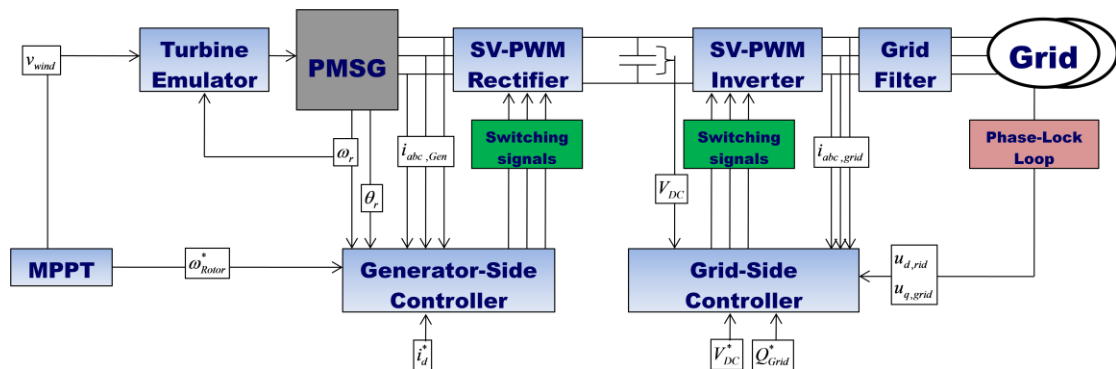 v_wind
Turbine
Emulator
PMSG
SV-PWM
Rectifier
SV-PWM
Inverter
Grid
Filter
Grid
Switching
signals
Switching
signals
Phase-Lock
Loop
ω_r
i_abc,Gen
i_abc,grid
V_DC
θ_r
MPPT
ω*_Rotor
Generator-Side
Controller
Grid-Side
Controller
u_d,rid
u_q,grid
i*_d
V*_DC
Q*_Grid